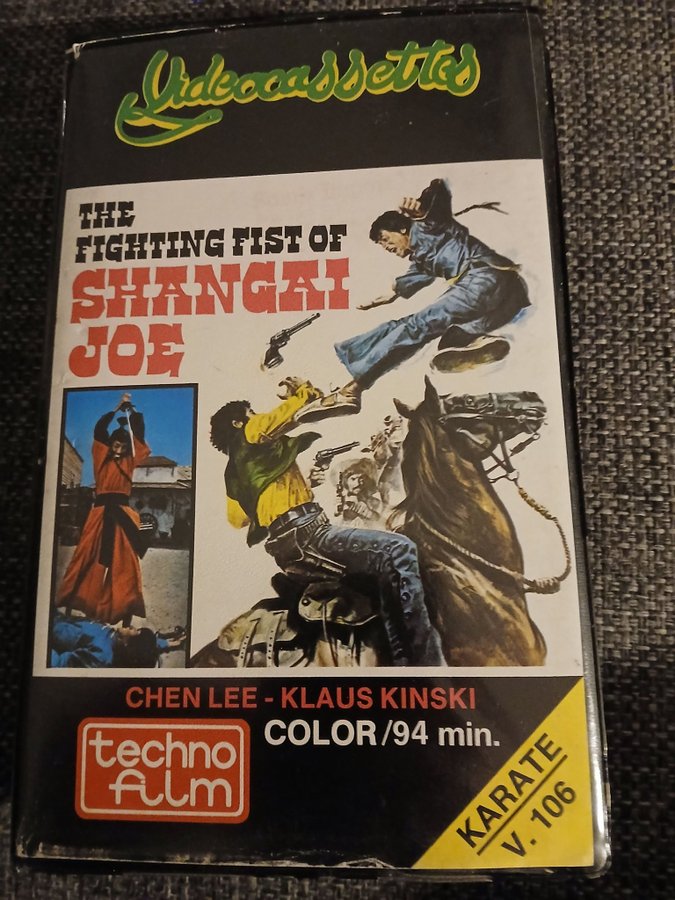 Videocassettes
THE
FIGHTING FIST OF
SHANGAI
JOE
CHEN LEE - KLAUS KINSKI
COLOR/94 min.
techno
film
KARATE
V. 106